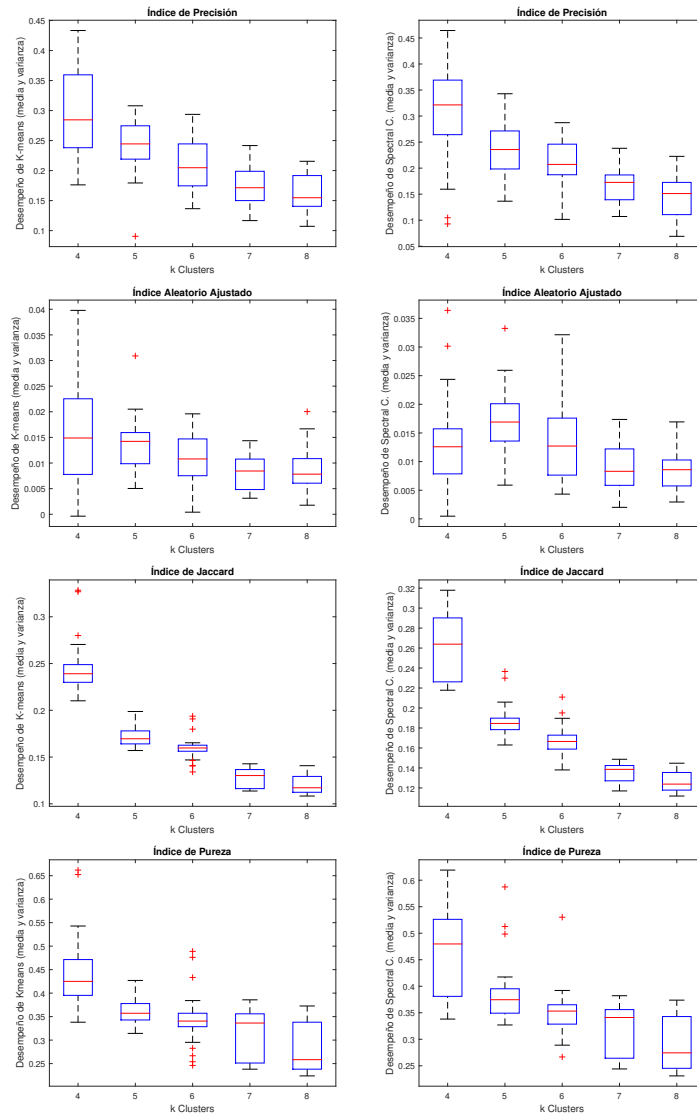 Índice de Precisión
Desempeño de K-means (media y varianza)
0.45
0.4
0.35
0.3
0.25
0.2
0.15
0.1
4 5 6 7 8
k Clusters
Índice de Precisión
Desempeño de Spectral C. (media y varianza)
0.45
0.4
0.35
0.3
0.25
0.2
0.15
0.1
0.05
4 5 6 7 8
k Clusters
Índice Aleatorio Ajustado
Desempeño de K-means (media y varianza)
0.04
0.035
0.03
0.025
0.02
0.015
0.01
0.005
0
4 5 6 7 8
k Clusters
Índice Aleatorio Ajustado
Desempeño de Spectral C. (media y varianza)
0.035
0.03
0.025
0.02
0.015
0.01
0.005
0
4 5 6 7 8
k Clusters
Índice de Jaccard
Desempeño de K-means (media y varianza)
0.3
0.25
0.2
0.15
0.1
4 5 6 7 8
k Clusters
Índice de Jaccard
Desempeño de Spectral C. (media y varianza)
0.32
0.3
0.28
0.26
0.24
0.22
0.2
0.18
0.16
0.14
0.12
4 5 6 7 8
k Clusters
Índice de Pureza
Desempeño de Kmeans (media y varianza)
0.65
0.6
0.55
0.5
0.45
0.4
0.35
0.3
0.25
4 5 6 7 8
k Clusters
Índice de Pureza
Desempeño de Spectral C. (media y varianza)
0.6
0.55
0.5
0.45
0.4
0.35
0.3
0.25
4 5 6 7 8
k Clusters